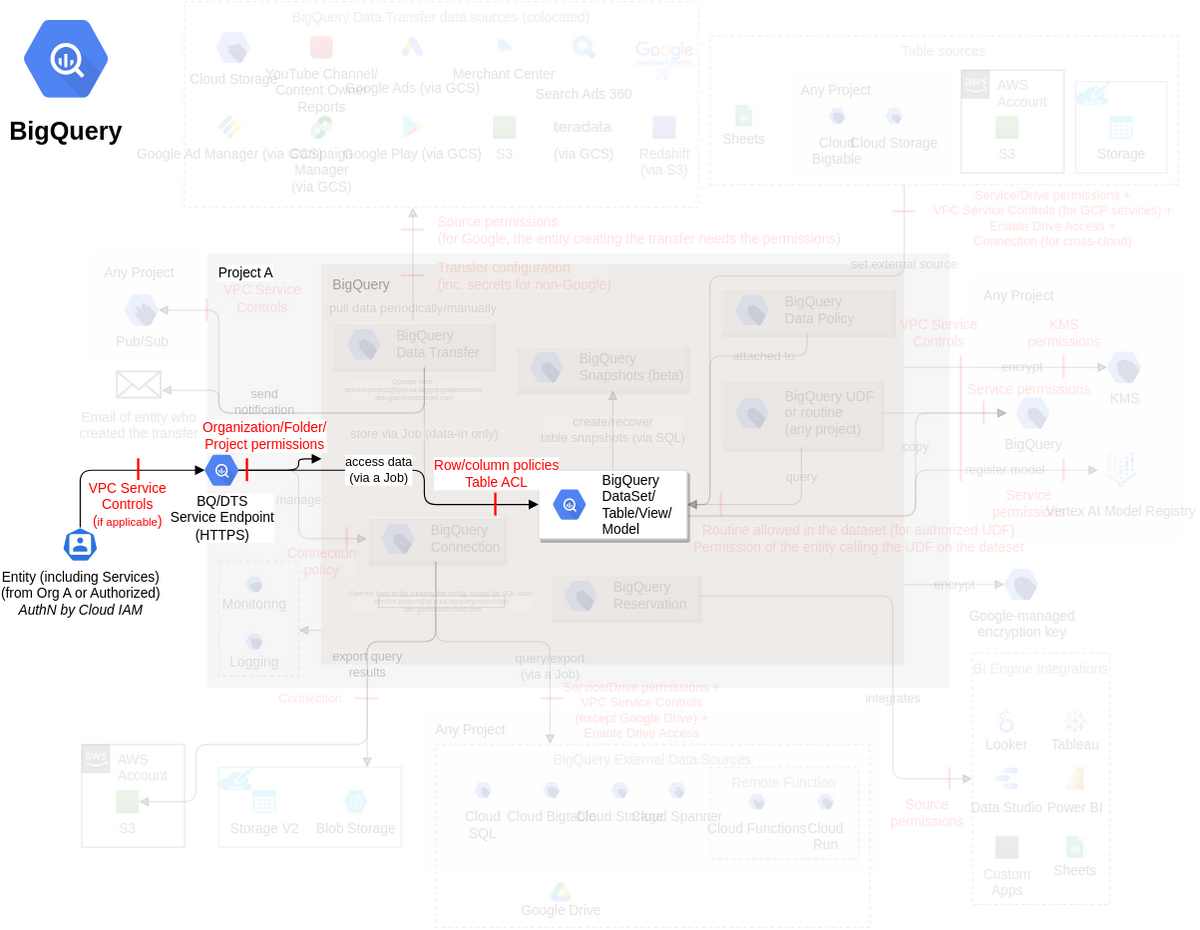 BigQuery
BigQuery Data Transfer data sources (colocated)
Cloud Storage
YouTube Channel/
Content Owner
Reports
Google Ads (via GCS)
Merchant Center
Search Ads 360
Google
Google Ad Manager (via GCS)
Campaign
Manager
(via GCS)
Google Play (via GCS)
S3
teradata.
(via GCS)
Redshift
(via S3)
Table sources
Sheets
Any Project
Cloud
Bigtable
Cloud Storage
aws
AWS
Account
S3
Storage
Source permissions
(for Google, the entity creating the transfer needs the permissions)
Service/Drive permissions +
VPC Service Controls (for GCP services) +
Enable Drive Access +
Connection (for cross-cloud)
Transfer configuration
(inc. secrets for non-Google)
set external source
Any Project
Pub/Sub
Email of entity who
created the transfer
Project A
VPC Service
Controls
BigQuery
pull data periodically/manually
BigQuery
Data Transfer
BigQuery
Snapshots (beta)
BigQuery
Data Policy
attached to
BigQuery UDF
or routine
(any project)
send
notification
store via Job (data-in only)
create/recover
table snapshots (via SQL)
query
copy
Any Project
VPC Service
Controls
KMS
permissions
encrypt
KMS
Service permissions
BigQuery
register model
Service
permissions
Vertex AI Model Registry
Organization/Folder/
Project permissions
access data
(via a Job)
Row/column policies
Table ACL
BigQuery
DataSet/
Table/View/
Model
VPC Service
Controls
(if applicable)
BQ/DTS
Service Endpoint
(HTTPS)
Entity (including Services)
(from Org A or Authorized)
AuthN by Cloud IAM
manage
Connection
policy
BigQuery
Connection
Routine allowed in the dataset (for authorized UDF)
Permission of the entity calling the UDF on the dataset
BigQuery
Reservation
Monitoring
Logging
encrypt
Google-managed
encryption key
export query
results
query/export
(via a Job)
Connection
Service/Drive permissions +
VPC Service Controls
(except Google Drive) +
Enable Drive Access
integrates
aws
AWS
Account
S3
Storage V2
Blob Storage
Any Project
BigQuery External Data Sources
Cloud
SQL
Cloud Bigtable
Cloud Storage
Cloud Spanner
Remote Function
Cloud Functions
Cloud
Run
Google Drive
Source
permissions
BI Engine Integrations
Looker
Tableau
Data Studio
Power BI
Custom
Apps
Sheets